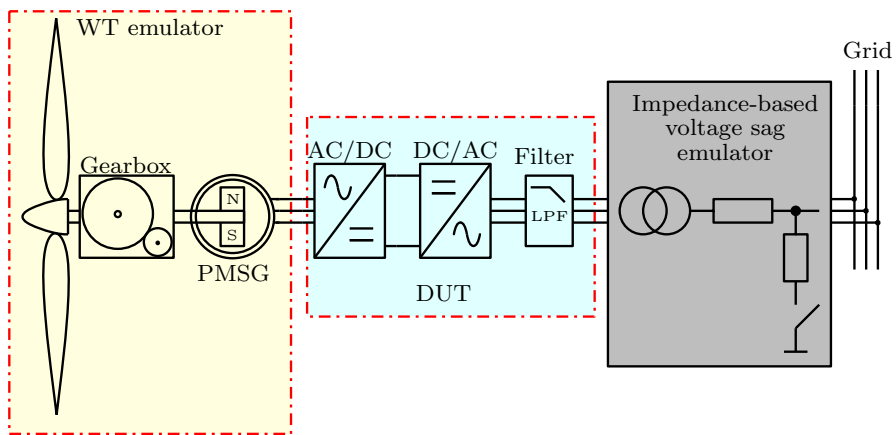 WT emulator
Grid
Impedance-based
voltage sag
emulator
AC/DC
DC/AC
Filter
Gearbox
N
S
LPF
PMSG
DUT